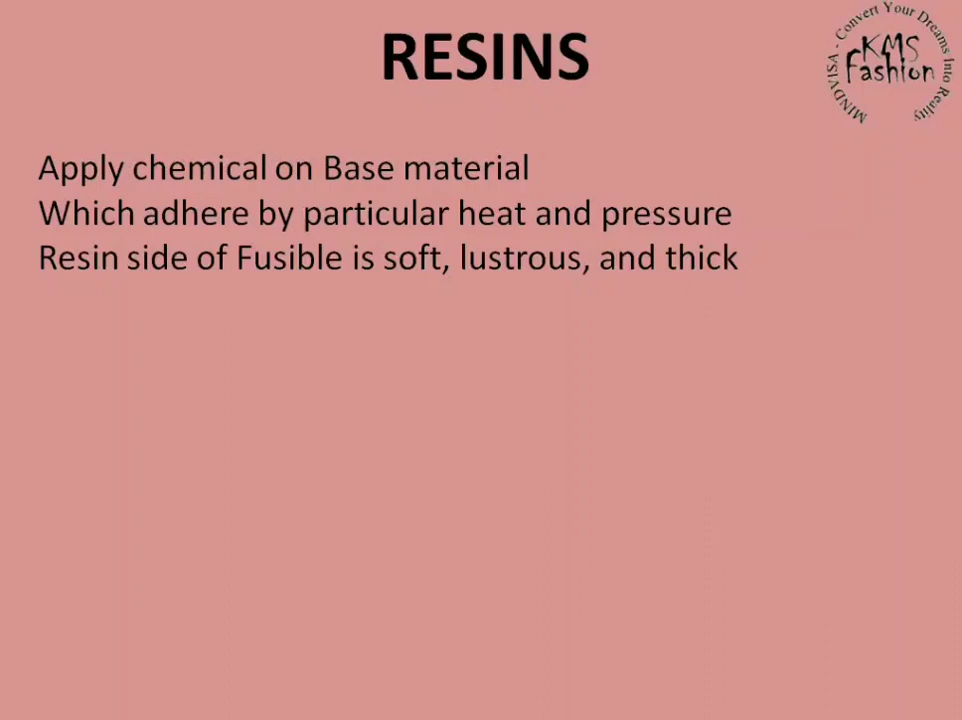 RESINS
MINDVISA - Convert Your Dreams Into Reality
KMS
Fashion
Apply chemical on Base material
Which adhere by particular heat and pressure
Resin side of Fusible is soft, lustrous, and thick